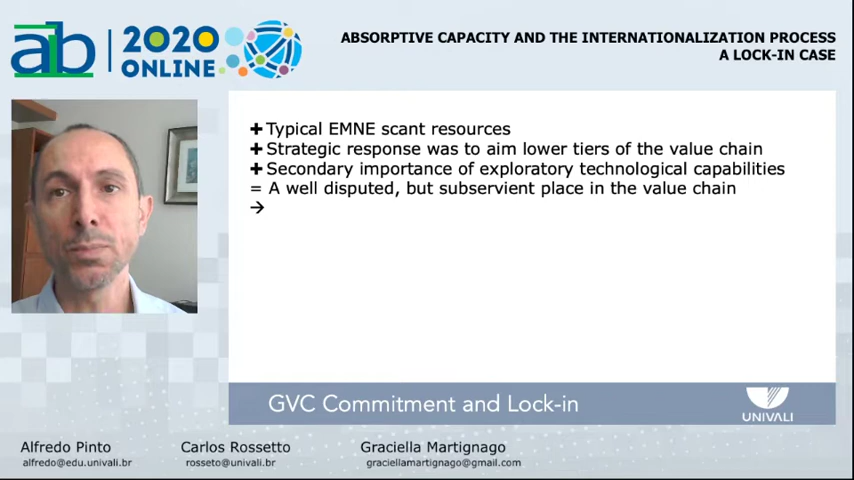 aib
2020
ONLINE
ABSORPTIVE CAPACITY AND THE INTERNATIONALIZATION PROCESS
A LOCK-IN CASE
+ Typical EMNE scant resources
+ Strategic response was to aim lower tiers of the value chain
+ Secondary importance of exploratory technological capabilities
= A well disputed, but subservient place in the value chain
→
GVC Commitment and Lock-in
UNIVALI
Alfredo Pinto
alfredo@edu.univali.br
Carlos Rossetto
rosseto@univali.br
Graciella Martignago
graciellamartignago@gmail.com